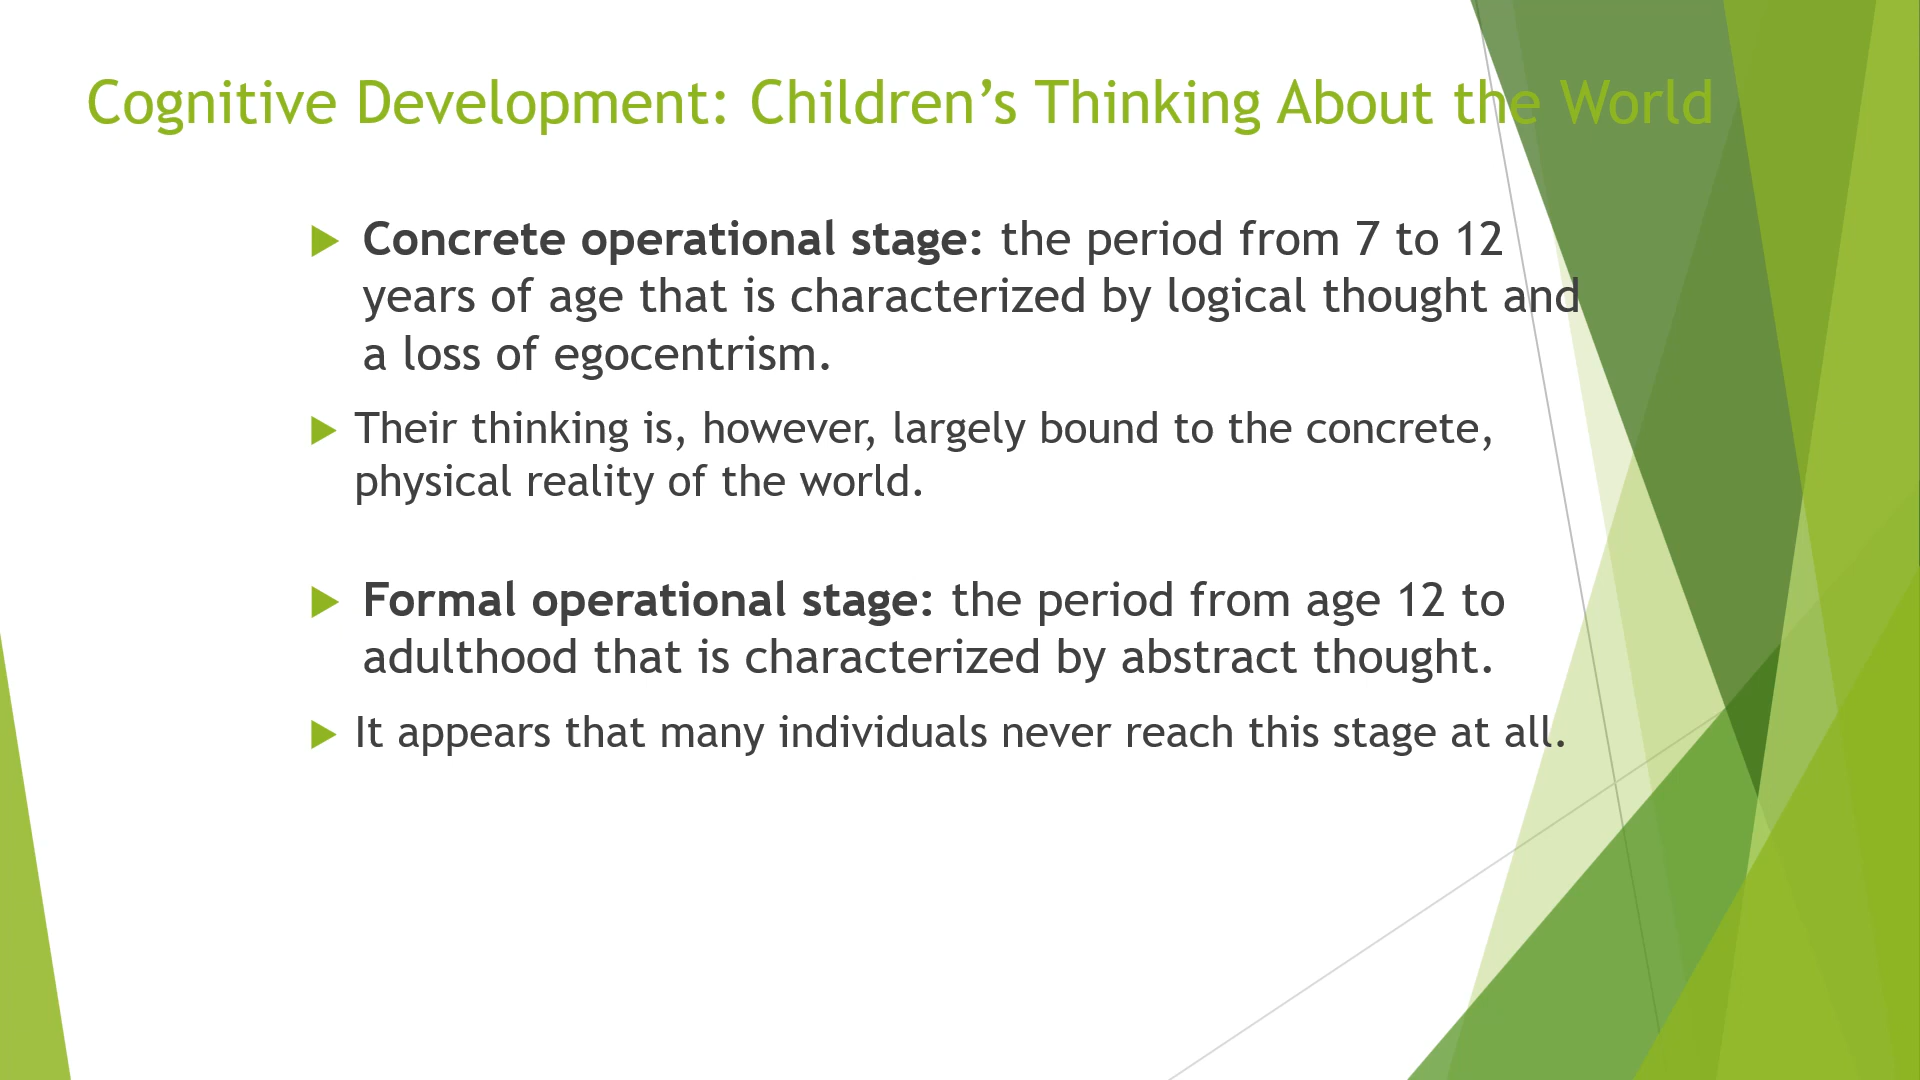 Cognitive Development: Children’s Thinking About the World
Concrete operational stage: the period from 7 to 12
years of age that is characterized by logical thought and
a loss of egocentrism.
Their thinking is, however, largely bound to the concrete,
physical reality of the world.
Formal operational stage: the period from age 12 to
adulthood that is characterized by abstract thought.
It appears that many individuals never reach this stage at all.